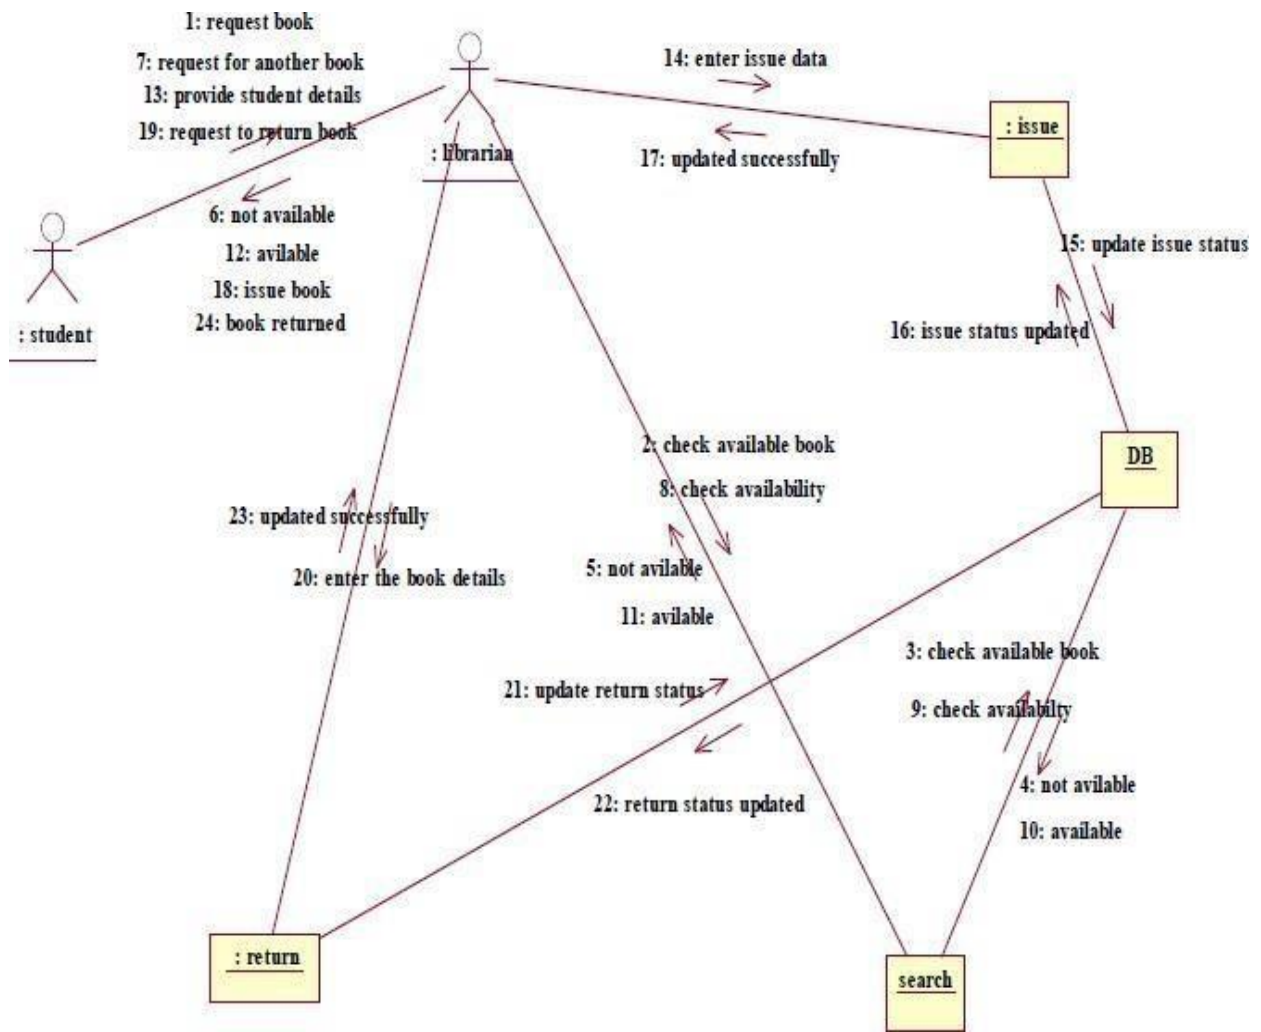 1: request book
7: request for another book
13: provide student details
19: request to return book
: librarian
14: enter issue data
17: updated successfully
: issue
6: not available
12: avilable
18: issue book
24: book returned
: student
15: update issue status
16: issue status updated
DB
2: check available book
8: check availability
23: updated successfully
20: enter the book details
5: not avilable
11: avilable
3: check available book
9: check availabilty
21: update return status
22: return status updated
4: not avilable
10: available
: return
search